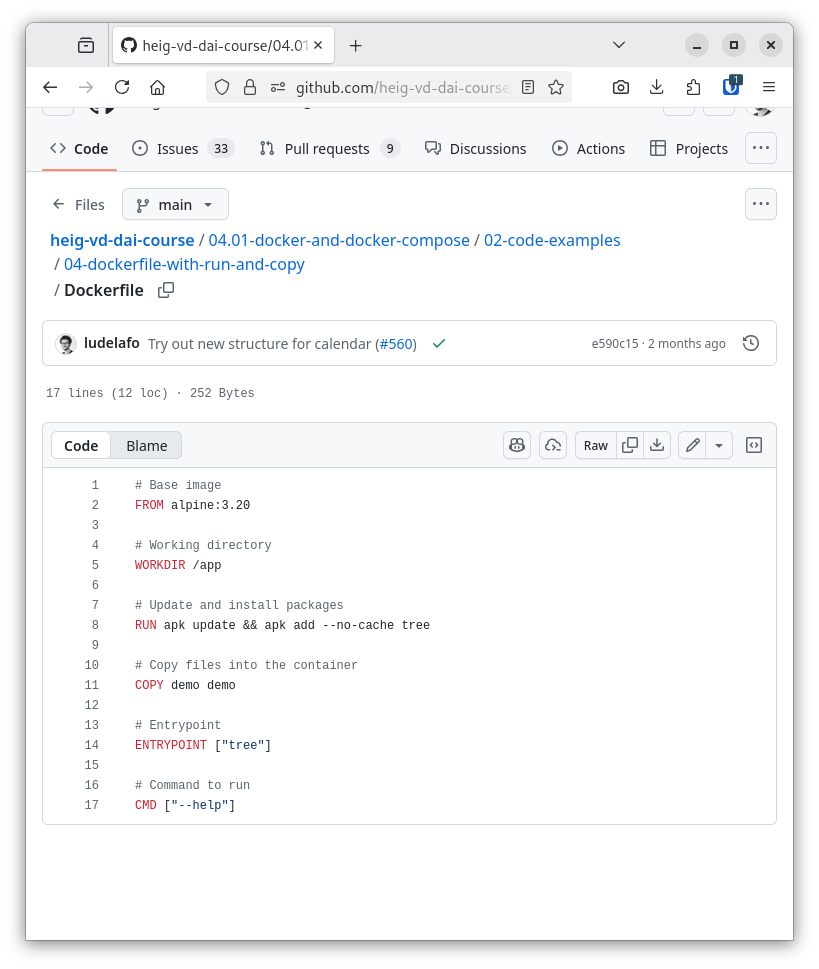 heig-vd-dai-course/04.01
1
github.com/heig-vd-dai-course
Code
Issues 33
Pull requests 9
Discussions
Actions
Projects
Files
main
heig-vd-dai-course / 04.01-docker-and-docker-compose / 02-code-examples
/ 04-dockerfile-with-run-and-copy
/ Dockerfile
ludelafo Try out new structure for calendar (#560)
e590c15 · 2 months ago
17 lines (12 loc) · 252 Bytes
Code Blame
Raw
1 # Base image
2 FROM alpine:3.20
3
4 # Working directory
5 WORKDIR /app
6
7 # Update and install packages
8 RUN apk update && apk add --no-cache tree
9
10 # Copy files into the container
11 COPY demo demo
12
13 # Entrypoint
14 ENTRYPOINT ["tree"]
15
16 # Command to run
17 CMD ["--help"]